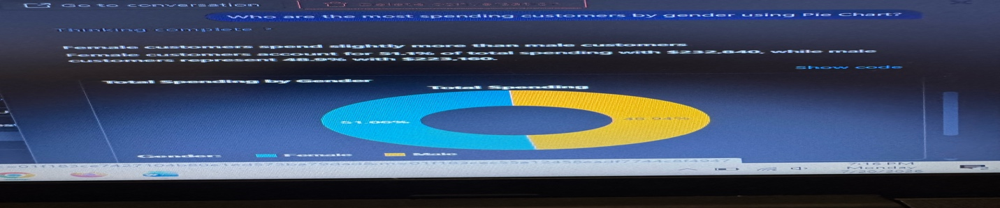 Go to conversation
Delete conversation
Who are the most spending customers by gender using Pie Chart?
Thinking complete >
Female customers spend slightly more than male customers
Female customers account for 51.1% of total spending with $232,840, while male
customers represent 48.9% with $223,160.
Show code
Total Spending by Gender
Total Spending
51.06%
48.94%
Gender:
Female
Male
7:16 PM
Monday
7/20/2026